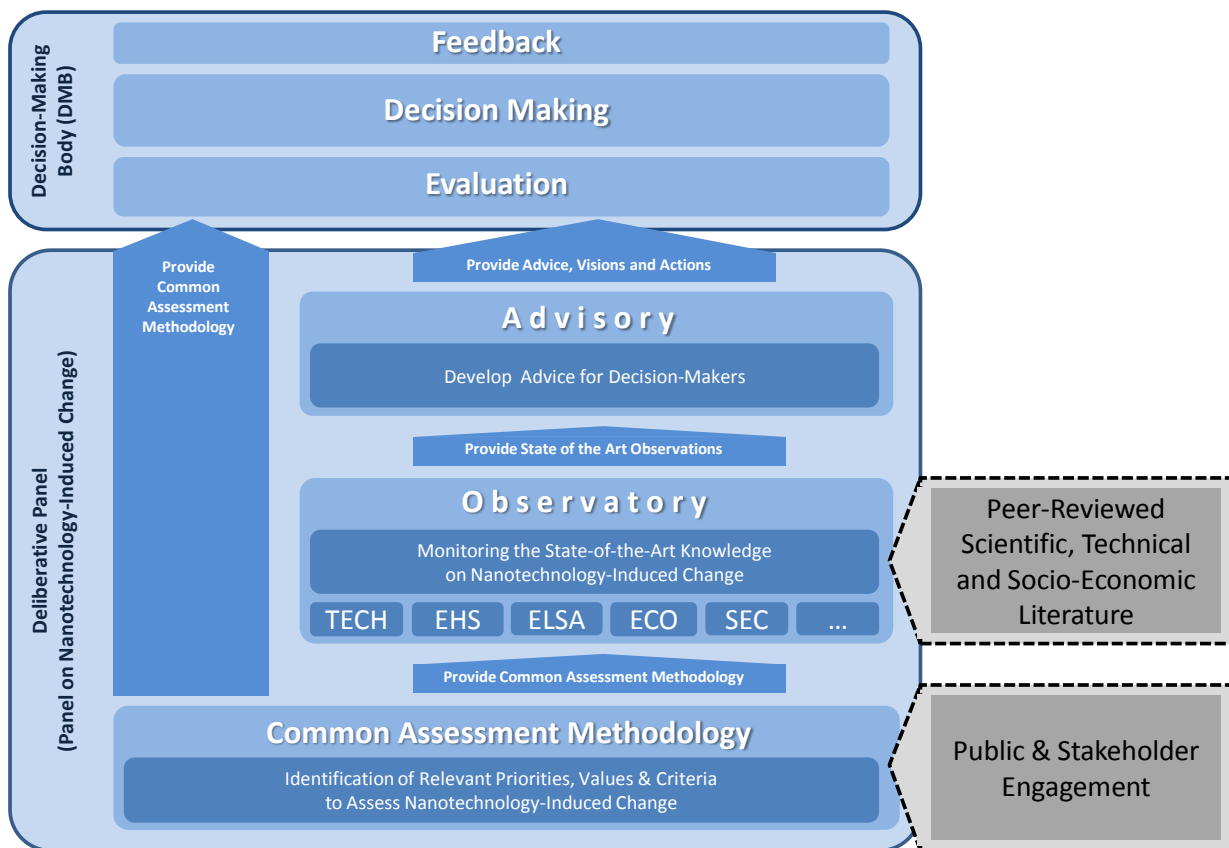 Feedback
Decision Making
Evaluation
Decision-Making
Body (DMB)
Provide
Common
Assessment
Methodology
Provide Advice, Visions and Actions
Advisory
Develop Advice for Decision-Makers
Provide State of the Art Observations
Observatory
Monitoring the State-of-the-Art Knowledge
on Nanotechnology-Induced Change
TECH EHS ELSA ECO SEC ...
Provide Common Assessment Methodology
Common Assessment Methodology
Identification of Relevant Priorities, Values & Criteria
to Assess Nanotechnology-Induced Change
Deliberative Panel
(Panel on Nanotechnology-Induced Change)
Peer-Reviewed
Scientific, Technical
and Socio-Economic
Literature
Public & Stakeholder
Engagement